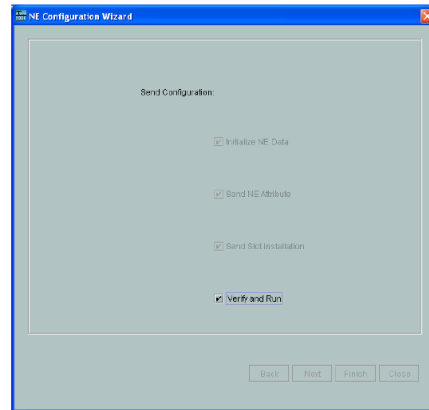 NE Configuration Wizard
Send Configuration:
Initialize NE Data
Send NE Attribute
Send Slot Installation
Verify and Run
Back Next Finish Close